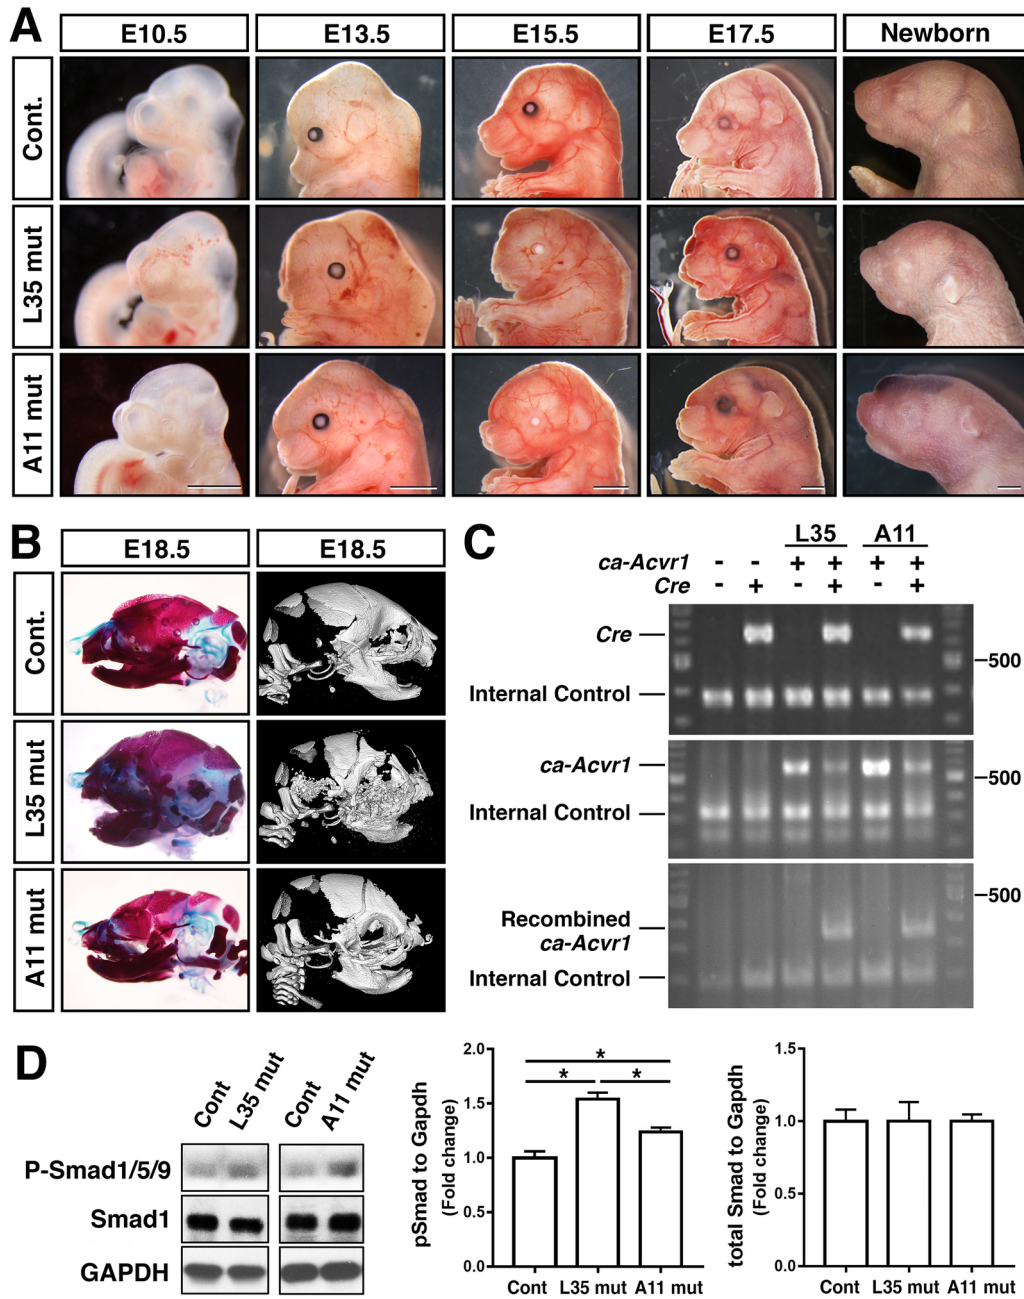 A
E10.5 E13.5 E15.5 E17.5 Newborn
Cont.
L35 mut
A11 mut
B
E18.5 E18.5
Cont.
L35 mut
A11 mut
C
L35 A11
ca-Acvr1 - - + + + +
Cre - + - + - +
Cre
500
Internal Control
ca-Acvr1
500
Internal Control
500
Recombined
ca-Acvr1
Internal Control
D
Cont L35 mut Cont A11 mut
P-Smad1/5/9
Smad1
GAPDH
pSmad to Gapdh
(Fold change)
2.0
1.5
1.0
0.5
0.0
* 
* *
Cont L35 mut A11 mut
total Smad to Gapdh
(Fold change)
1.5
1.0
0.5
0.0
Cont L35 mut A11 mut